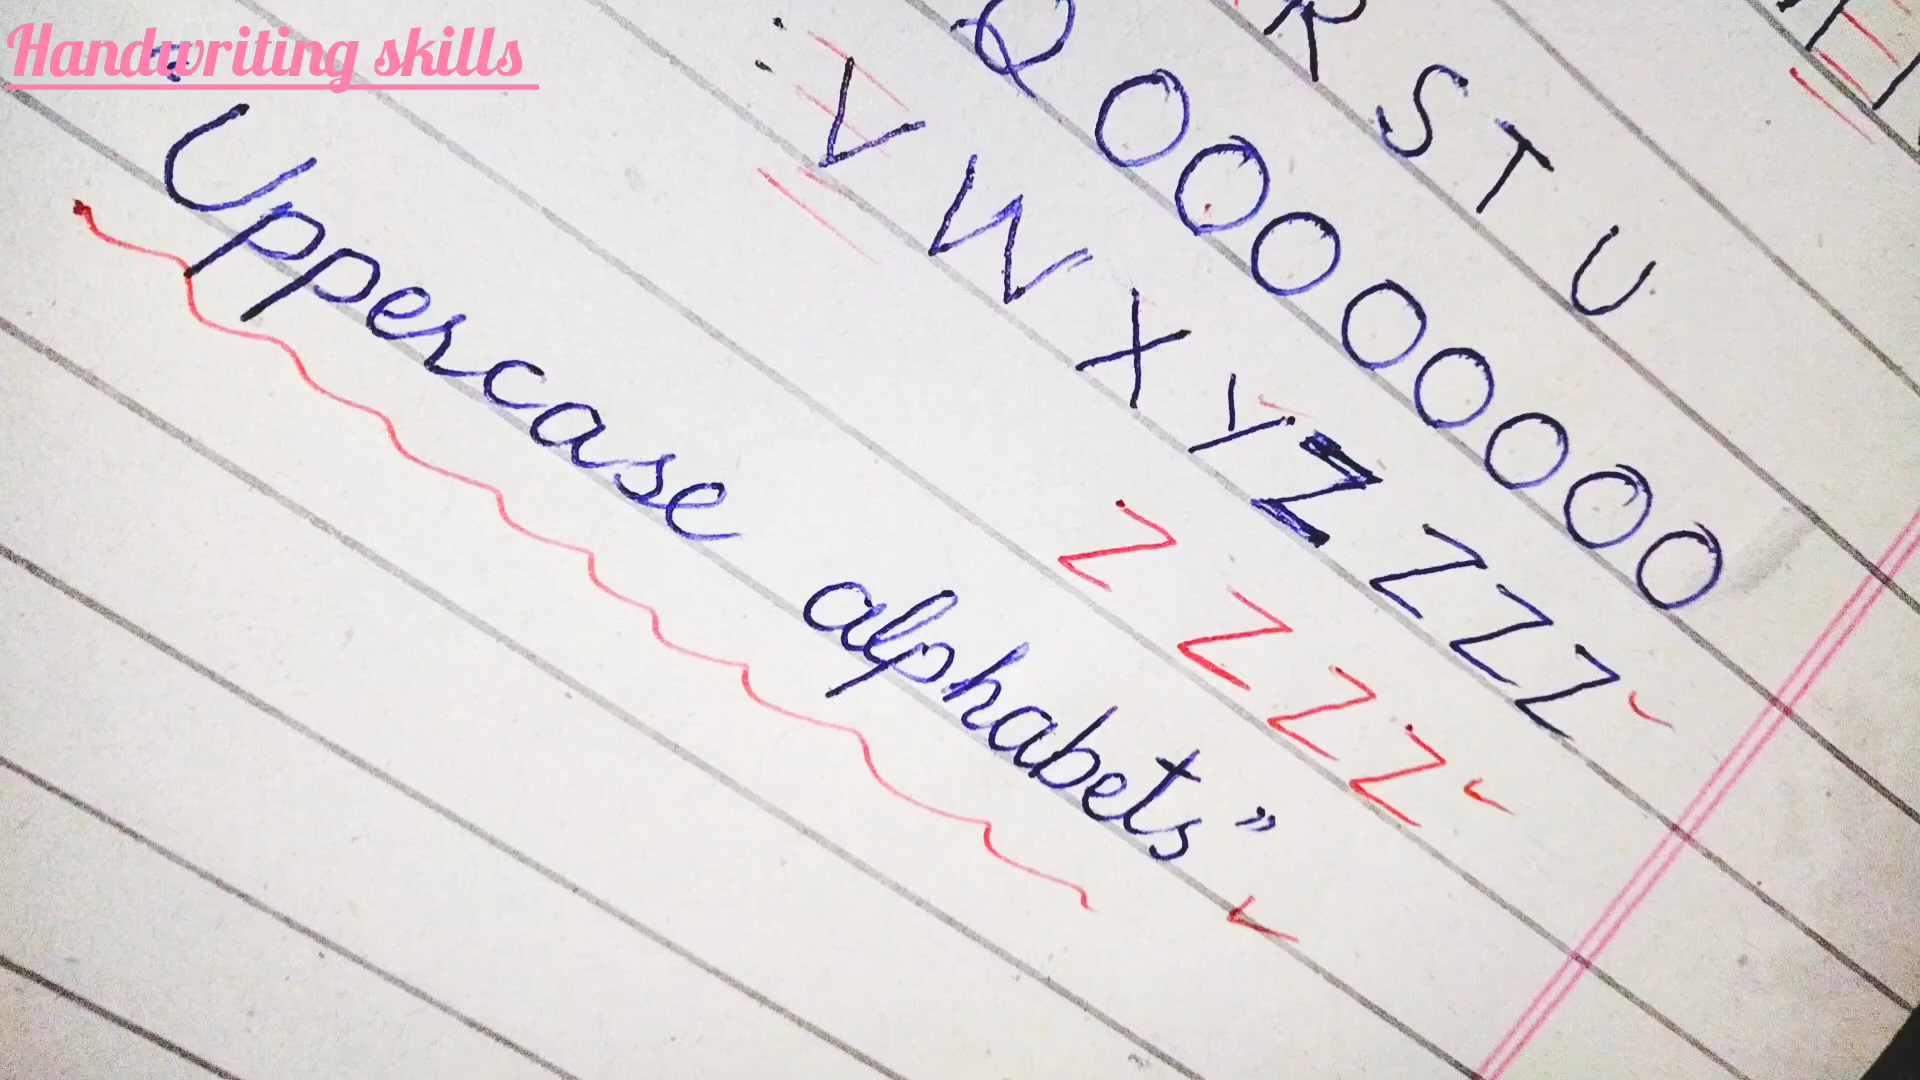 Handwriting skills
R S T U
Q O O O O O O O O
: V W X Y Z Z Z Z
Z Z Z Z
" Uppercase alphabets "